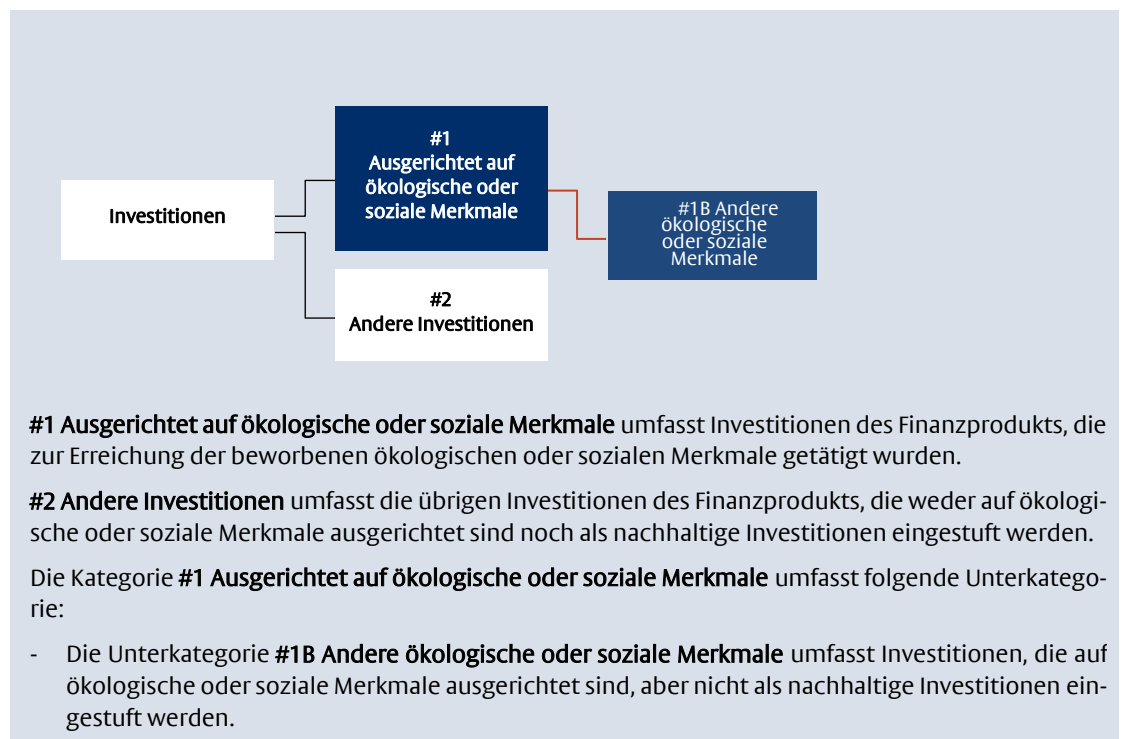 #1
Ausgerichtet auf
ökologische oder
soziale Merkmale
Investitionen
#1B Andere
ökologische
oder soziale
Merkmale
#2
Andere Investitionen
#1 Ausgerichtet auf ökologische oder soziale Merkmale umfasst Investitionen des Finanzprodukts, die
zur Erreichung der beworbenen ökologischen oder sozialen Merkmale getätigt wurden.
#2 Andere Investitionen umfasst die übrigen Investitionen des Finanzprodukts, die weder auf ökologi-
sche oder soziale Merkmale ausgerichtet sind noch als nachhaltige Investitionen eingestuft werden.
Die Kategorie #1 Ausgerichtet auf ökologische oder soziale Merkmale umfasst folgende Unterkatego-
rie:
- Die Unterkategorie #1B Andere ökologische oder soziale Merkmale umfasst Investitionen, die auf
ökologische oder soziale Merkmale ausgerichtet sind, aber nicht als nachhaltige Investitionen ein-
gestuft werden.